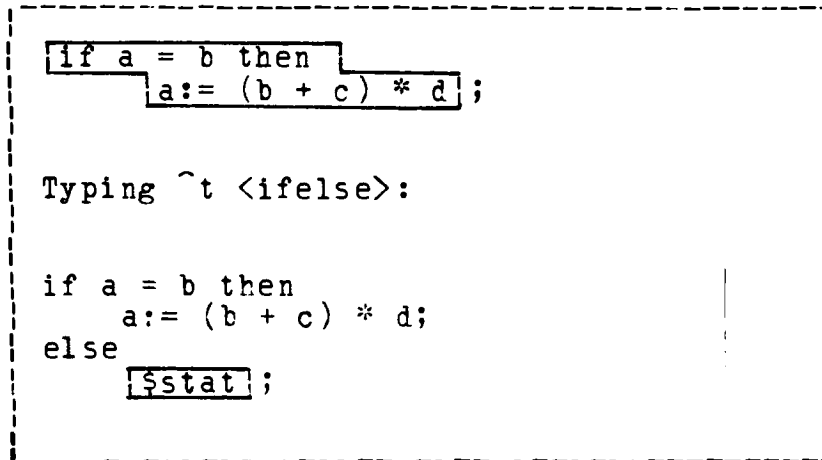 if a = b then
a:= (b + c) * d;
Typing ^t <ifelse>:
if a = b then
a:= (b + c) * d;
else
$stat;